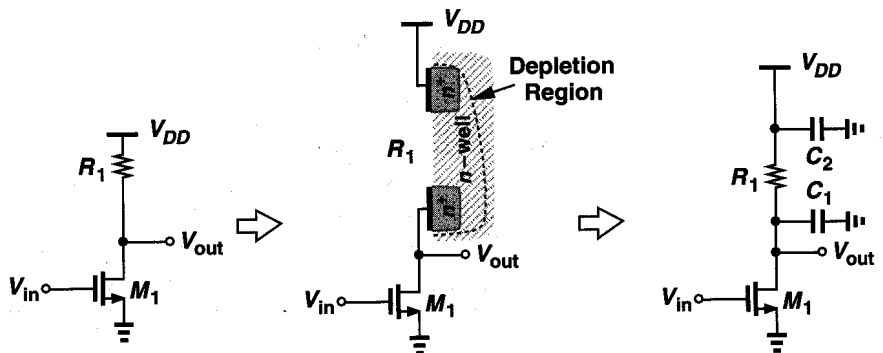 V_DD
R_1
V_out
V_in
M_1
V_DD
n+
Depletion
Region
n-well
R_1
n+
V_out
V_in
M_1
V_DD
C_2
R_1
C_1
V_out
V_in
M_1